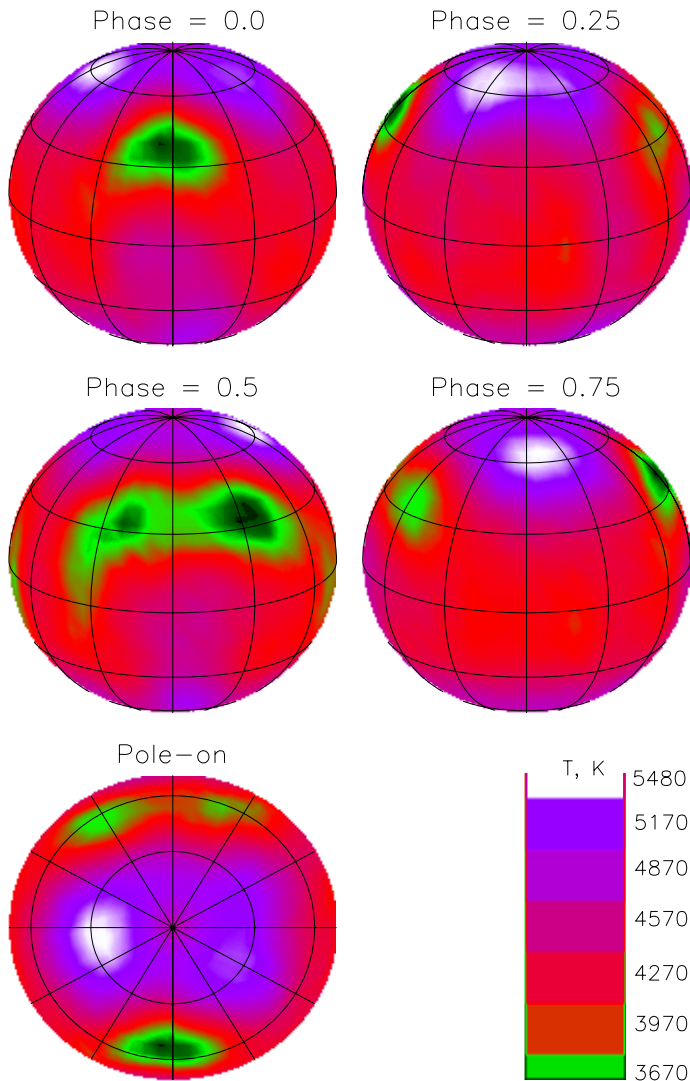 Phase = 0.0
Phase = 0.25
Phase = 0.5
Phase = 0.75
Pole-on
T, K
5480
5170
4870
4570
4270
3970
3670